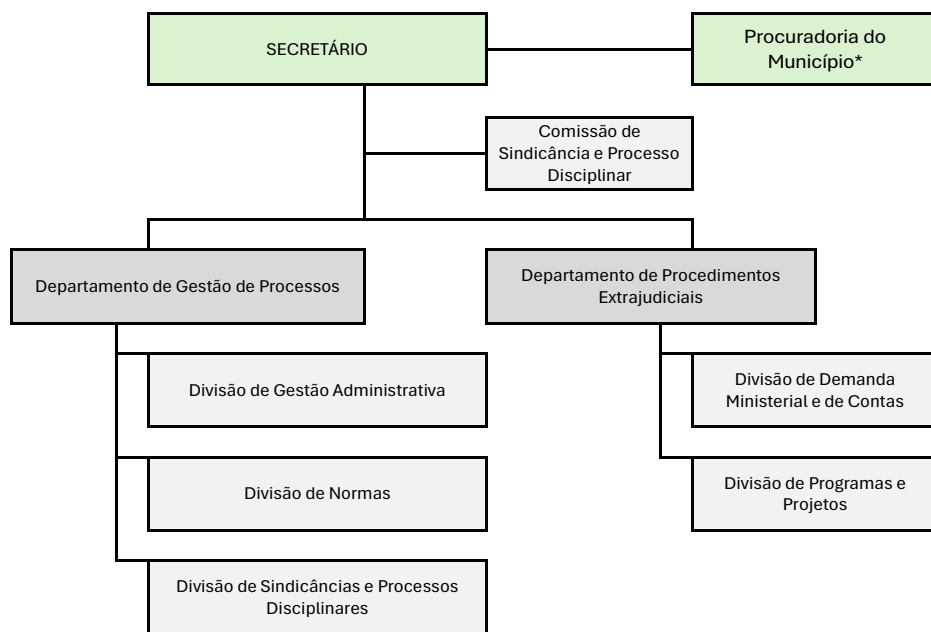 SECRETÁRIO
Procuradoria do
Município*
Comissão de
Sindicância e Processo
Disciplinar
Departamento de Gestão de Processos
Departamento de Procedimentos
Extrajudiciais
Divisão de Gestão Administrativa
Divisão de Demanda
Ministerial e de Contas
Divisão de Normas
Divisão de Programas e
Projetos
Divisão de Sindicâncias e Processos
Disciplinares